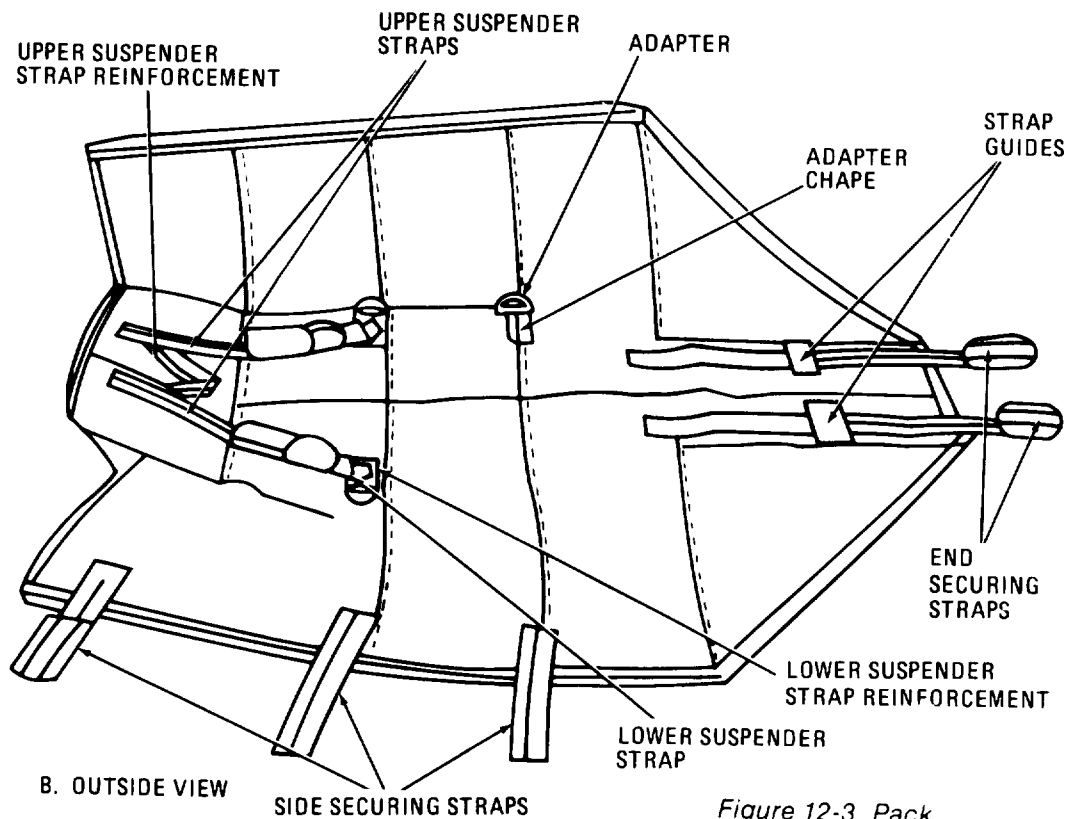 UPPER SUSPENDER
STRAP REINFORCEMENT
UPPER SUSPENDER
STRAPS
ADAPTER
STRAP
GUIDES
ADAPTER
CHAPE
END
SECURING
STRAPS
LOWER SUSPENDER
STRAP REINFORCEMENT
LOWER SUSPENDER
STRAP
B. OUTSIDE VIEW
SIDE SECURING STRAPS
Figure 12-3. Pack